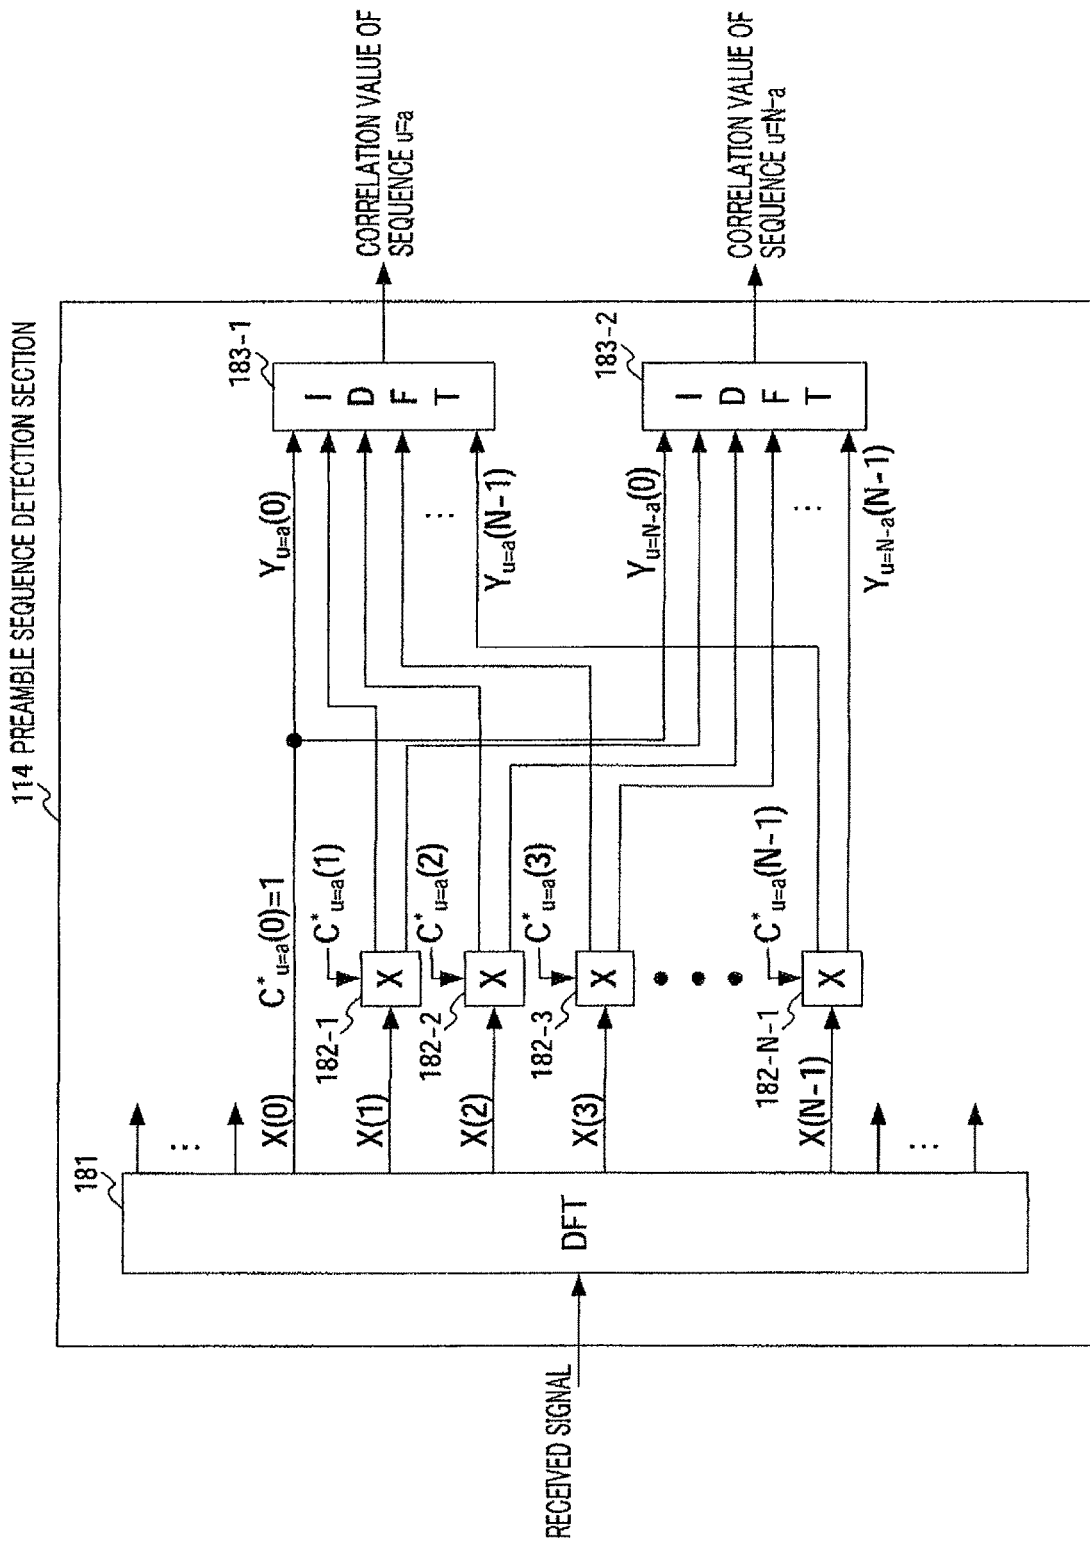 114 PREAMBLE SEQUENCE DETECTION SECTION
RECEIVED SIGNAL
181
DFT
⋮
X(0)
X(1)
X(2)
X(3)
X(N-1)
⋮
C*u=a(0)=1
C*u=a(1)
182-1
X
C*u=a(2)
182-2
X
C*u=a(3)
182-3
X
• • •
C*u=a(N-1)
182-N-1
X
Yu=a(0)
⋮
Yu=a(N-1)
183-1
IDFT
CORRELATION VALUE OF
SEQUENCE u=a
Yu=N-a(0)
⋮
Yu=N-a(N-1)
183-2
IDFT
CORRELATION VALUE OF
SEQUENCE u=N-a